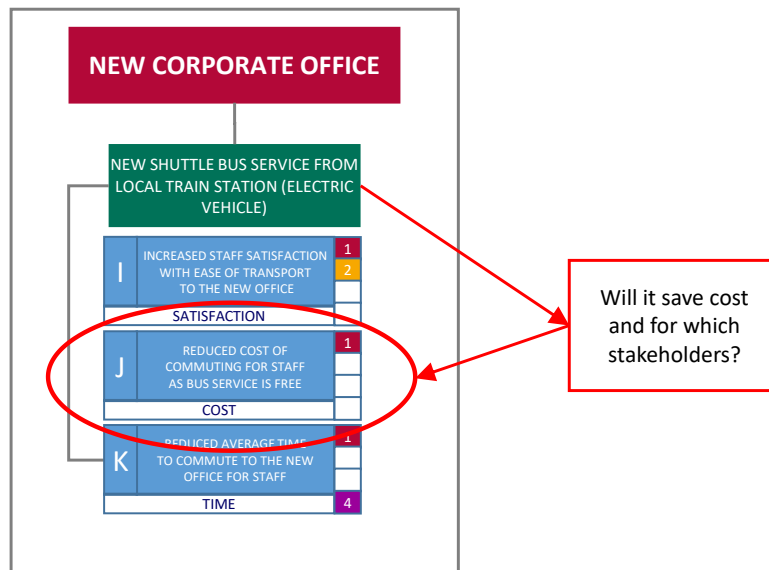 NEW CORPORATE OFFICE
NEW SHUTTLE BUS SERVICE FROM
LOCAL TRAIN STATION (ELECTRIC
VEHICLE)
I
INCREASED STAFF SATISFACTION
WITH EASE OF TRANSPORT
TO THE NEW OFFICE
1
2
SATISFACTION
J
REDUCED COST OF
COMMUTING FOR STAFF
AS BUS SERVICE IS FREE
1
COST
K
REDUCED AVERAGE TIME
TO COMMUTE TO THE NEW
OFFICE FOR STAFF
1
TIME
4
Will it save cost
and for which
stakeholders?